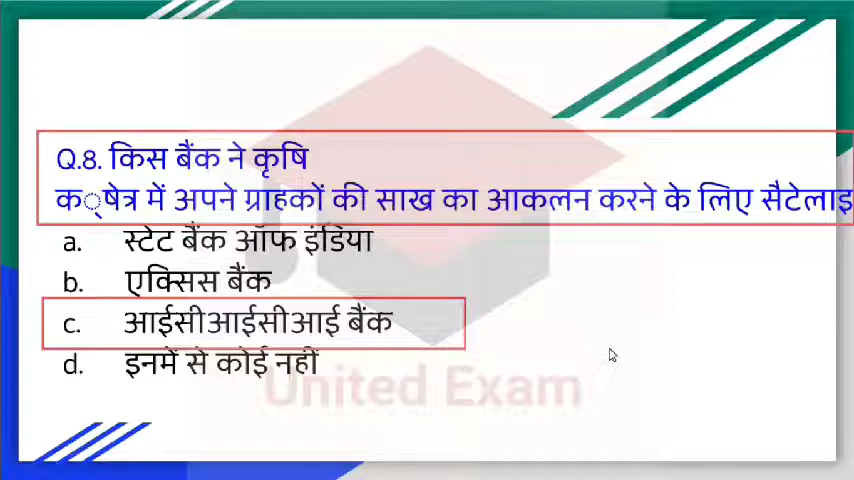 Q.8. किस बैंक ने कृषि
क्षेत्र में अपने ग्राहकों की साख का आकलन करने के लिए सैटेलाइ
a. स्टेट बैंक ऑफ इंडिया
b. एक्सिस बैंक
c. आईसीआईसीआई बैंक
d. इनमें से कोई नहीं
United Exam